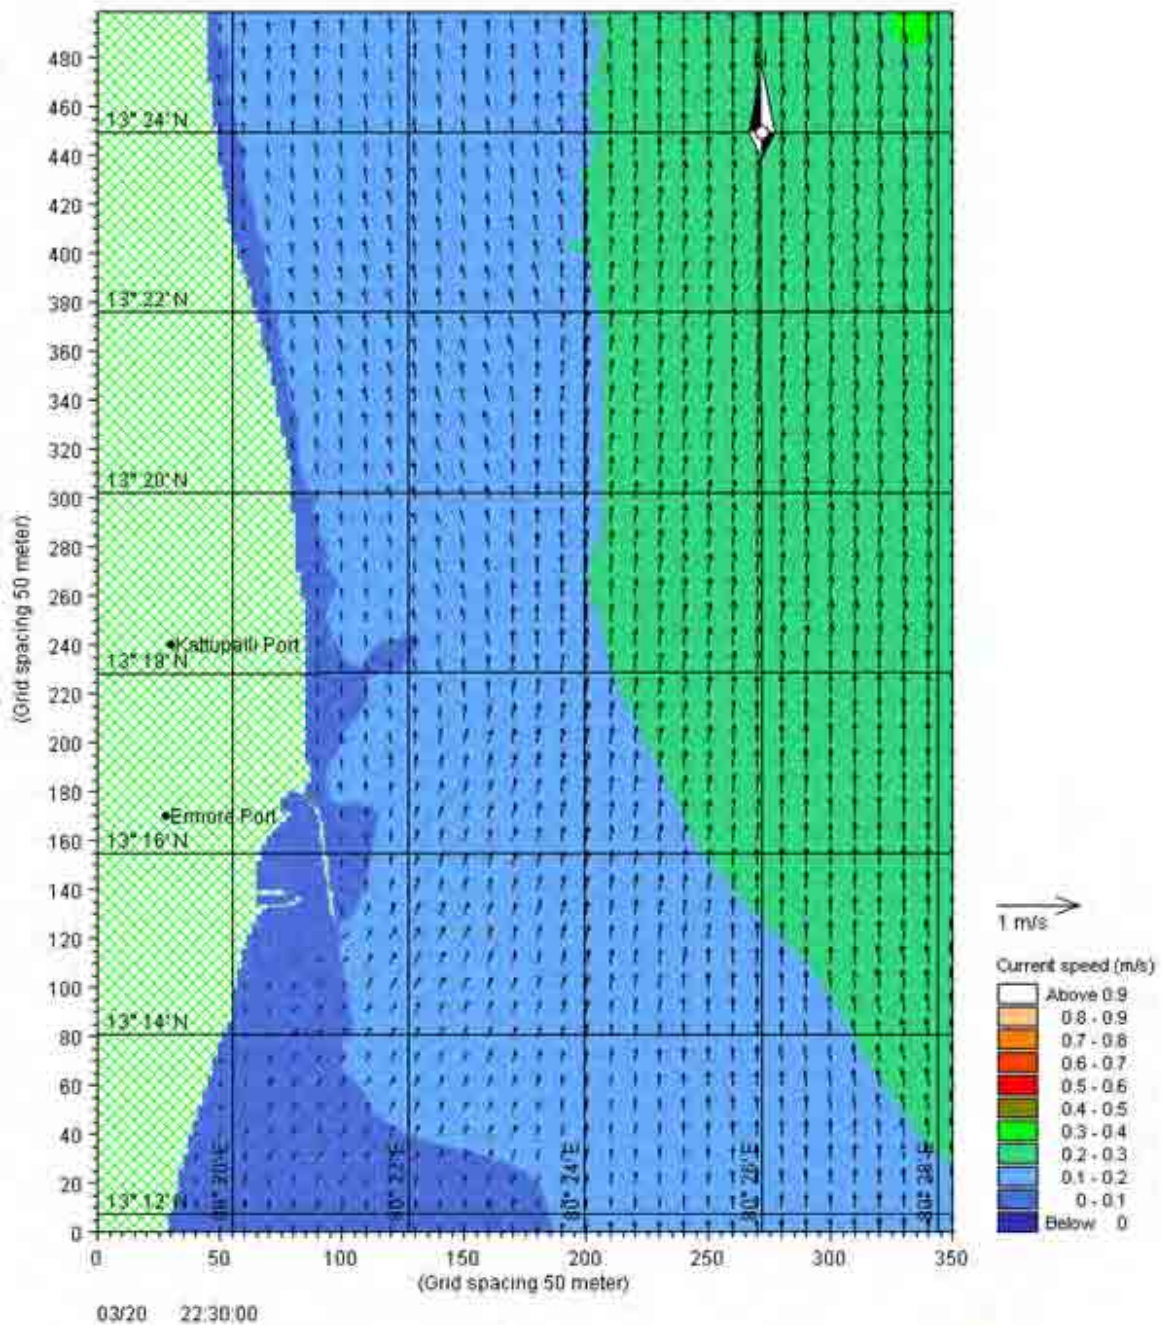 480
460
13° 24' N
440
420
400
380
13° 22' N
360
340
320
13° 20' N
300
280
260
240
Kattupalli Port
13° 18' N
220
200
180
Ennore Port
160
13° 16' N
140
120
100
13° 14' N
80
60
40
20
13° 12' N
0
80° 20' E
80° 22' E
80° 24' E
80° 26' E
80° 28' E
0 50 100 150 200 250 300 350
(Grid spacing 50 meter)
(Grid spacing 50 meter)
03/20 22:30:00
1 m/s
Current speed (m/s)
Above 0.9
0.8 - 0.9
0.7 - 0.8
0.6 - 0.7
0.5 - 0.6
0.4 - 0.5
0.3 - 0.4
0.2 - 0.3
0.1 - 0.2
0 - 0.1
Below 0